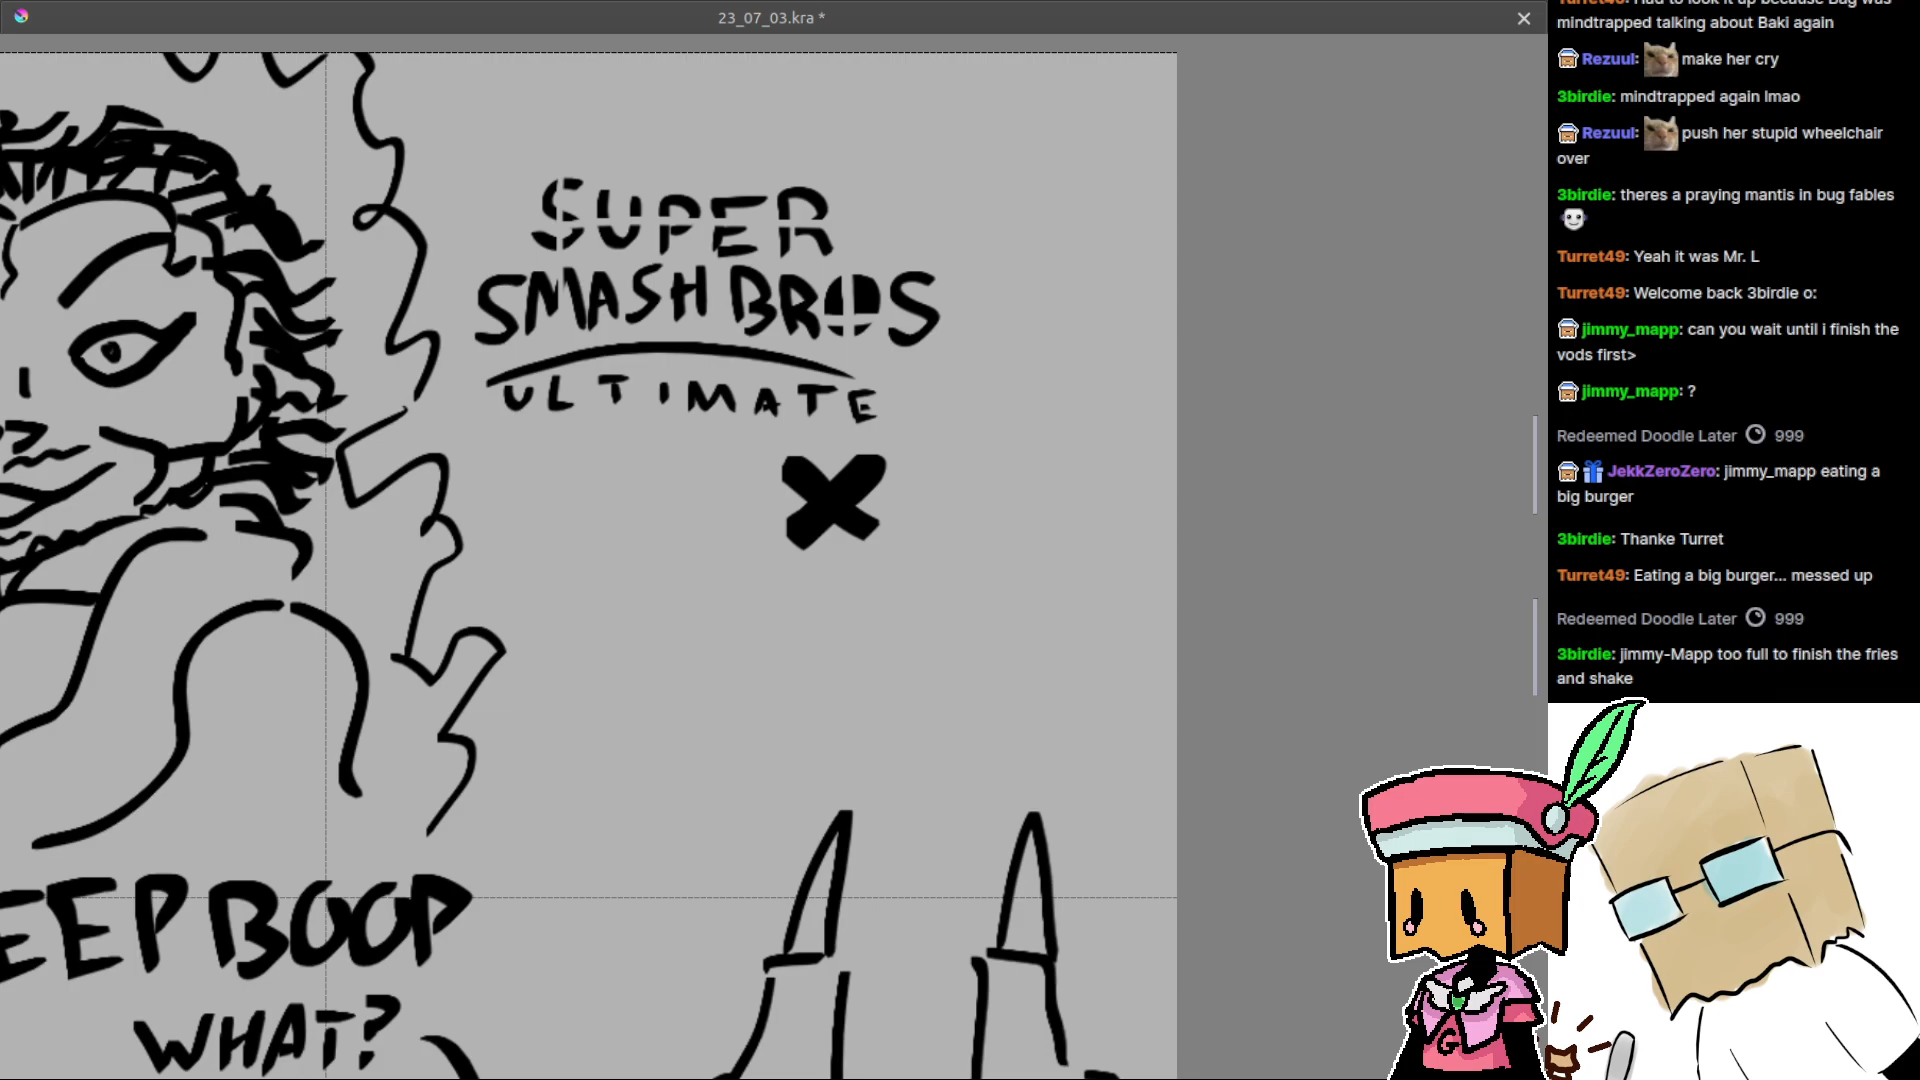 23_07_03.kra *
SUPER
SMASH BROS
ULTIMATE
EEP BOOP
WHAT?
mindtrapped talking about Baki again
Rezuul: make her cry
3birdie: mindtrapped again lmao
Rezuul: push her stupid wheelchair
over
3birdie: theres a praying mantis in bug fables
Turret49: Yeah it was Mr. L
Turret49: Welcome back 3birdie o:
jimmy_mapp: can you wait until i finish the
vods first>
jimmy_mapp: ?
Redeemed Doodle Later 999
JekkZeroZero: jimmy_mapp eating a
big burger
3birdie: Thanke Turret
Turret49: Eating a big burger... messed up
Redeemed Doodle Later 999
3birdie: jimmy-Mapp too full to finish the fries
and shake
G